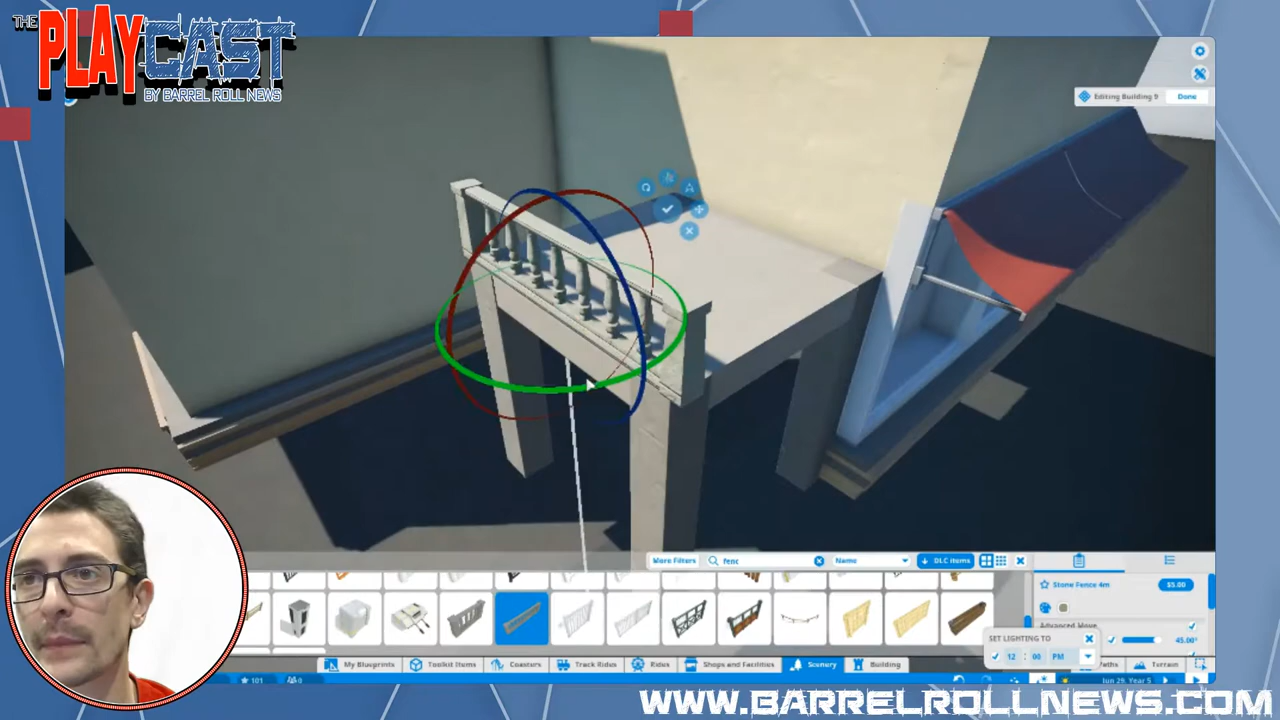 THE
PLAYCAST
BY BARREL ROLL NEWS
Editing Building 9 Done
More Filters fenc Name DLC items
Stone Fence 4m $5.00
Advanced Move
SET LIGHTING TO
45.00°
12 : 00 PM
My Blueprints Toolkit Items Coasters Track Rides Rides Shops and Facilities Scenery Building Paths Terrain
101 0 Jun 29, Year 5
WWW.BARRELROLLNEWS.COM